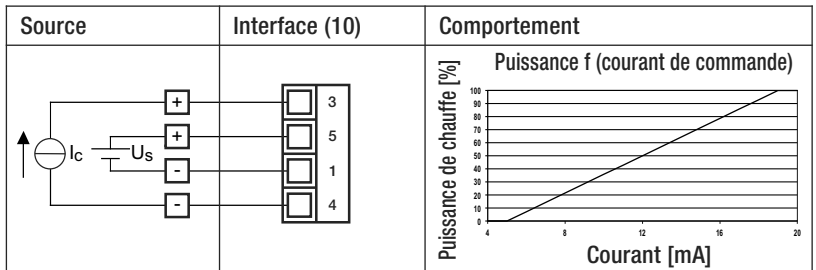 Source
Interface (10)
Comportement
+
3
+
5
-
1
-
4
Ic
Us
Puissance f (courant de commande)
Puissance de chauffe [%]
100
90
80
70
60
50
40
30
20
10
0
4 8 12 16 20
Courant [mA]